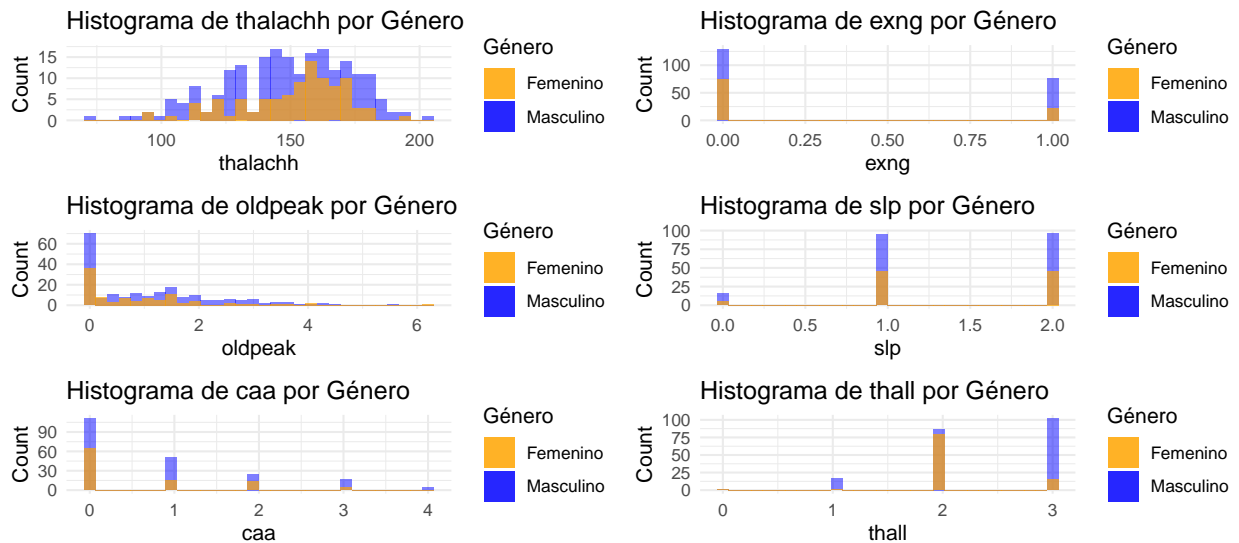 Histograma de thalachh por Género
Count
15
10
5
0
100
150
200
thalachh
Género
Femenino
Masculino
Histograma de exng por Género
Count
100
50
0
0.00
0.25
0.50
0.75
1.00
exng
Género
Femenino
Masculino
Histograma de oldpeak por Género
Count
60
40
20
0
0
2
4
6
oldpeak
Género
Femenino
Masculino
Histograma de slp por Género
Count
100
75
50
25
0
0.0
0.5
1.0
1.5
2.0
slp
Género
Femenino
Masculino
Histograma de caa por Género
Count
90
60
30
0
0
1
2
3
4
caa
Género
Femenino
Masculino
Histograma de thall por Género
Count
100
75
50
25
0
0
1
2
3
thall
Género
Femenino
Masculino